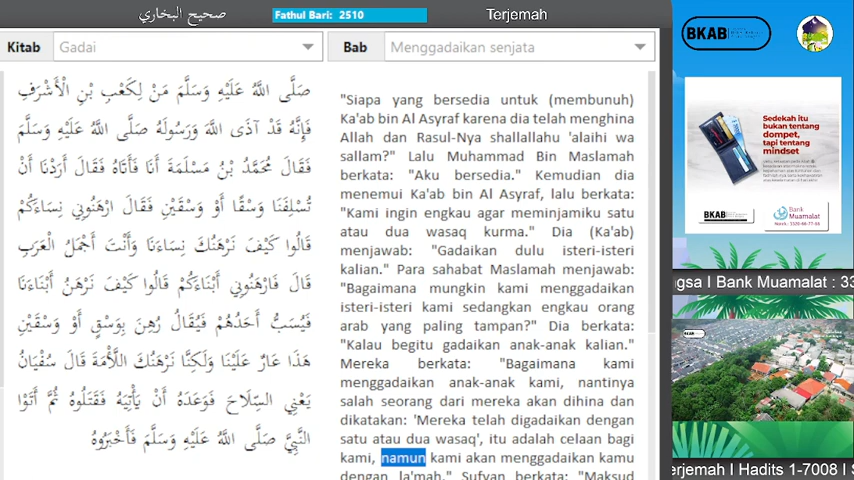 صحيح البخاري
Fathul Bari: 2510
Terjemah
Kitab
Gadai
Bab
Menggadaikan senjata
صَلَّى اللَّهُ عَلَيْهِ وَسَلَّمَ مَنْ لِكَعْبِ بْنِ الْأَشْرَفِ
فَإِنَّهُ قَدْ آذَى اللَّهَ وَرَسُولَهُ صَلَّى اللَّهُ عَلَيْهِ وَسَلَّمَ
فَقَالَ مُحَمَّدُ بْنُ مَسْلَمَةَ أَنَا فَأَتَاهُ فَقَالَ أَرَدْنَا أَنْ
تُسْلِفَنَا وَسْقًا أَوْ وَسْقَيْنِ فَقَالَ ارْهَنُونِي نِسَاءَكُمْ
قَالُوا كَيْفَ نَرْهَنُكَ نِسَاءَنَا وَأَنْتَ أَجْمَلُ الْعَرَبِ
قَالَ فَارْهَنُونِي أَبْنَاءَكُمْ قَالُوا كَيْفَ نَرْهَنُ أَبْنَاءَنَا
فَيُسَبُّ أَحَدُهُمْ فَيُقَالُ رُهِنَ بِوَسْقٍ أَوْ وَسْقَيْنِ
هَذَا عَارٌ عَلَيْنَا وَلَكِنَّا نَرْهَنُكَ اللَّأْمَةَ قَالَ سُفْيَانُ
يَعْنِي السِّلَاحَ فَوَعَدَهُ أَنْ يَأْتِيَهُ فَقَتَلُوهُ ثُمَّ أَتَوْا
النَّبِيَّ صَلَّى اللَّهُ عَلَيْهِ وَسَلَّمَ فَأَخْبَرُوهُ
"Siapa yang bersedia untuk (membunuh)
Ka'ab bin Al Asyraf karena dia telah menghina
Allah dan Rasul-Nya shallallahu 'alaihi wa
sallam?" Lalu Muhammad Bin Maslamah
berkata: "Aku bersedia." Kemudian dia
menemui Ka'ab bin Al Asyraf, lalu berkata:
"Kami ingin engkau agar meminjamiku satu
atau dua wasaq kurma." Dia (Ka'ab)
menjawab: "Gadaikan dulu isteri-isteri
kalian." Para sahabat Maslamah menjawab:
"Bagaimana mungkin kami menggadaikan
isteri-isteri kami sedangkan engkau orang
arab yang paling tampan?" Dia berkata:
"Kalau begitu gadaikan anak-anak kalian."
Mereka berkata: "Bagaimana kami
menggadaikan anak-anak kami, nantinya
salah seorang dari mereka akan dihina dan
dikatakan: 'Mereka telah digadaikan dengan
satu atau dua wasaq', itu adalah celaan bagi
kami, namun kami akan menggadaikan kamu
dengan la'mah." Sufyan berkata: "Maksud
BKAB
Sedekah itu
bukan tentang
dompet,
tapi tentang
mindset
BKAB
Bank
Muamalat
ngsa I Bank Muamalat : 33
BKAB
erjemah I Hadits 1-7008 I S